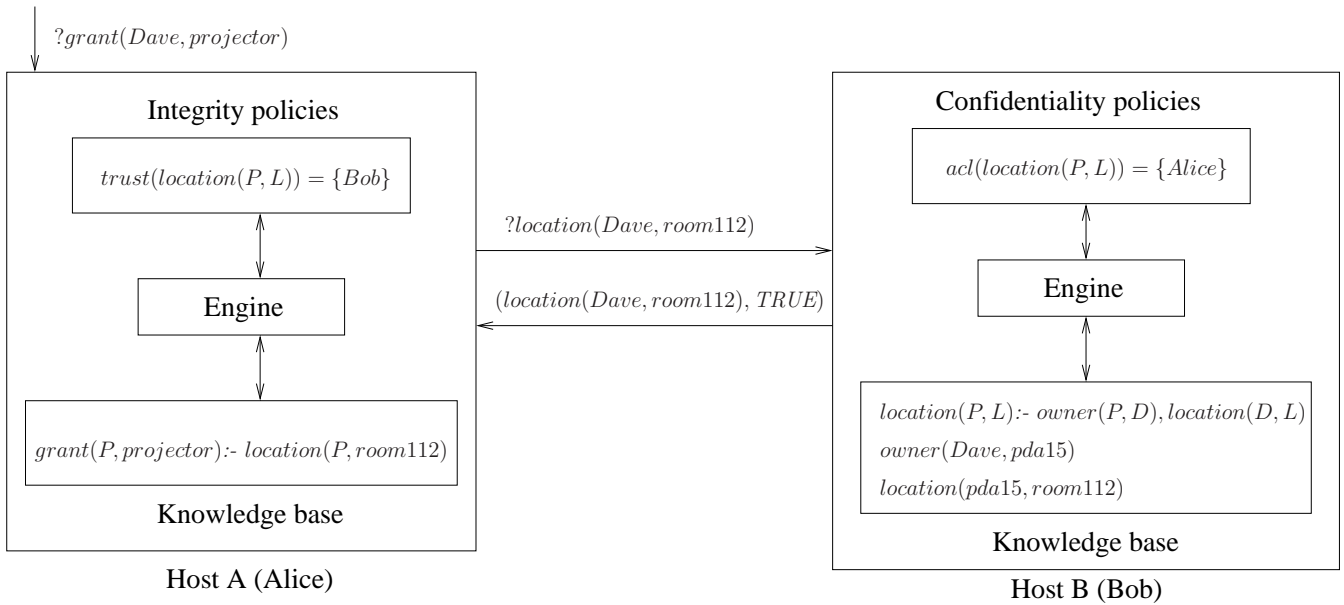 ?grant(Dave, projector)
Integrity policies
trust(location(P, L)) = {Bob}
Engine
grant(P, projector):- location(P, room112)
Knowledge base
Host A (Alice)
?location(Dave, room112)
(location(Dave, room112), TRUE)
Confidentiality policies
acl(location(P, L)) = {Alice}
Engine
location(P, L):- owner(P, D), location(D, L)
owner(Dave, pda15)
location(pda15, room112)
Knowledge base
Host B (Bob)